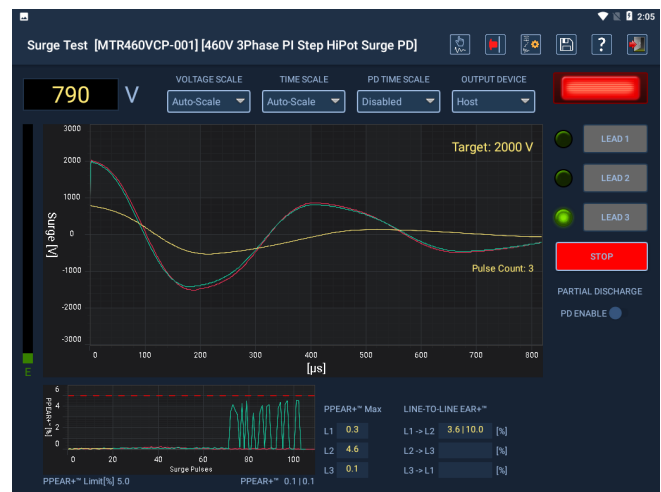 2:05
Surge Test [MTR460VCP-001] [460V 3Phase PI Step HiPot Surge PD]
?
790 V
VOLTAGE SCALE TIME SCALE PD TIME SCALE OUTPUT DEVICE
Auto-Scale Auto-Scale Disabled Host
3000
2000
1000
0
-1000
-2000
-3000
Surge [V]
Target: 2000 V
Pulse Count: 3
0 100 200 300 400 500 600 700 800
[µs]
E
LEAD 1
LEAD 2
LEAD 3
STOP
PARTIAL DISCHARGE
PD ENABLE
6
4
2
0
PPEAR+~[%]
0 20 40 60 80 100
Surge Pulses
PPEAR+™ Limit[%] 5.0 PPEAR+™ 0.1|0.1
PPEAR+™ Max LINE-TO-LINE EAR+™
L1 0.3 L1 -> L2 3.6|10.0 [%]
L2 4.6 L2 -> L3 [%]
L3 0.1 L3 -> L1 [%]